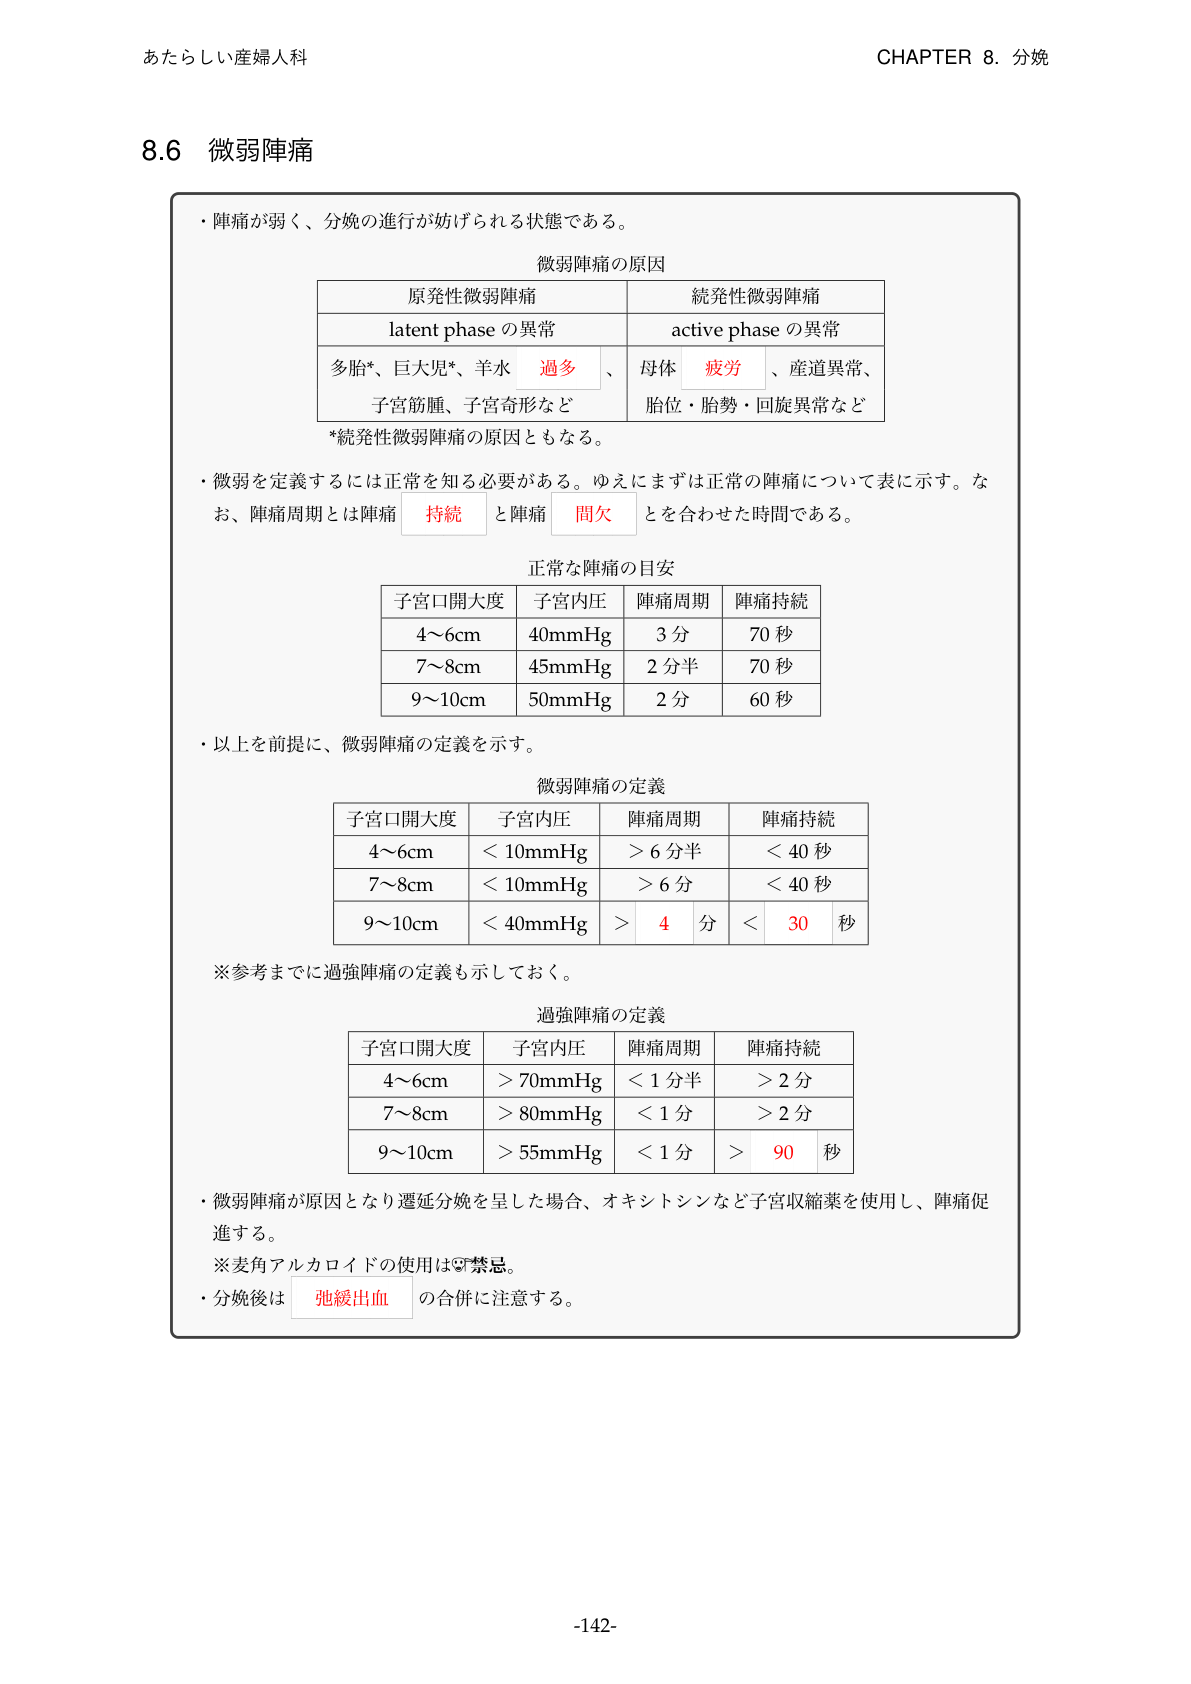 あたらしい産婦人科 CHAPTER 8. 分娩
8.6 微弱陣痛
・陣痛が弱く、分娩の進行が妨げられる状態である。
微弱陣痛の原因
原発性微弱陣痛 続発性微弱陣痛
latent phase の異常 active phase の異常
多胎*、巨大児*、羊水 過多 、 母体 疲労 、産道異常、
子宮筋腫、子宮奇形など 胎位・胎勢・回旋異常など
*続発性微弱陣痛の原因ともなる。
・微弱を定義するには正常を知る必要がある。ゆえにまずは正常の陣痛について表に示す。な
お、陣痛周期とは陣痛 持続 と陣痛 間欠 とを合わせた時間である。
正常な陣痛の目安
子宮口開大度 子宮内圧 陣痛周期 陣痛持続
4〜6cm 40mmHg 3 分 70 秒
7〜8cm 45mmHg 2 分半 70 秒
9〜10cm 50mmHg 2 分 60 秒
・以上を前提に、微弱陣痛の定義を示す。
微弱陣痛の定義
子宮口開大度 子宮内圧 陣痛周期 陣痛持続
4〜6cm ＜ 10mmHg ＞ 6 分半 ＜ 40 秒
7〜8cm ＜ 10mmHg ＞ 6 分 ＜ 40 秒
9〜10cm ＜ 40mmHg ＞ 4 分 ＜ 30 秒
※参考までに過強陣痛の定義も示しておく。
過強陣痛の定義
子宮口開大度 子宮内圧 陣痛周期 陣痛持続
4〜6cm ＞ 70mmHg ＜ 1 分半 ＞ 2 分
7〜8cm ＞ 80mmHg ＜ 1 分 ＞ 2 分
9〜10cm ＞ 55mmHg ＜ 1 分 ＞ 90 秒
・微弱陣痛が原因となり遷延分娩を呈した場合、オキシトシンなど子宮収縮薬を使用し、陣痛促
進する。
※麦角アルカロイドの使用は禁忌。
・分娩後は 弛緩出血 の合併に注意する。
-142-